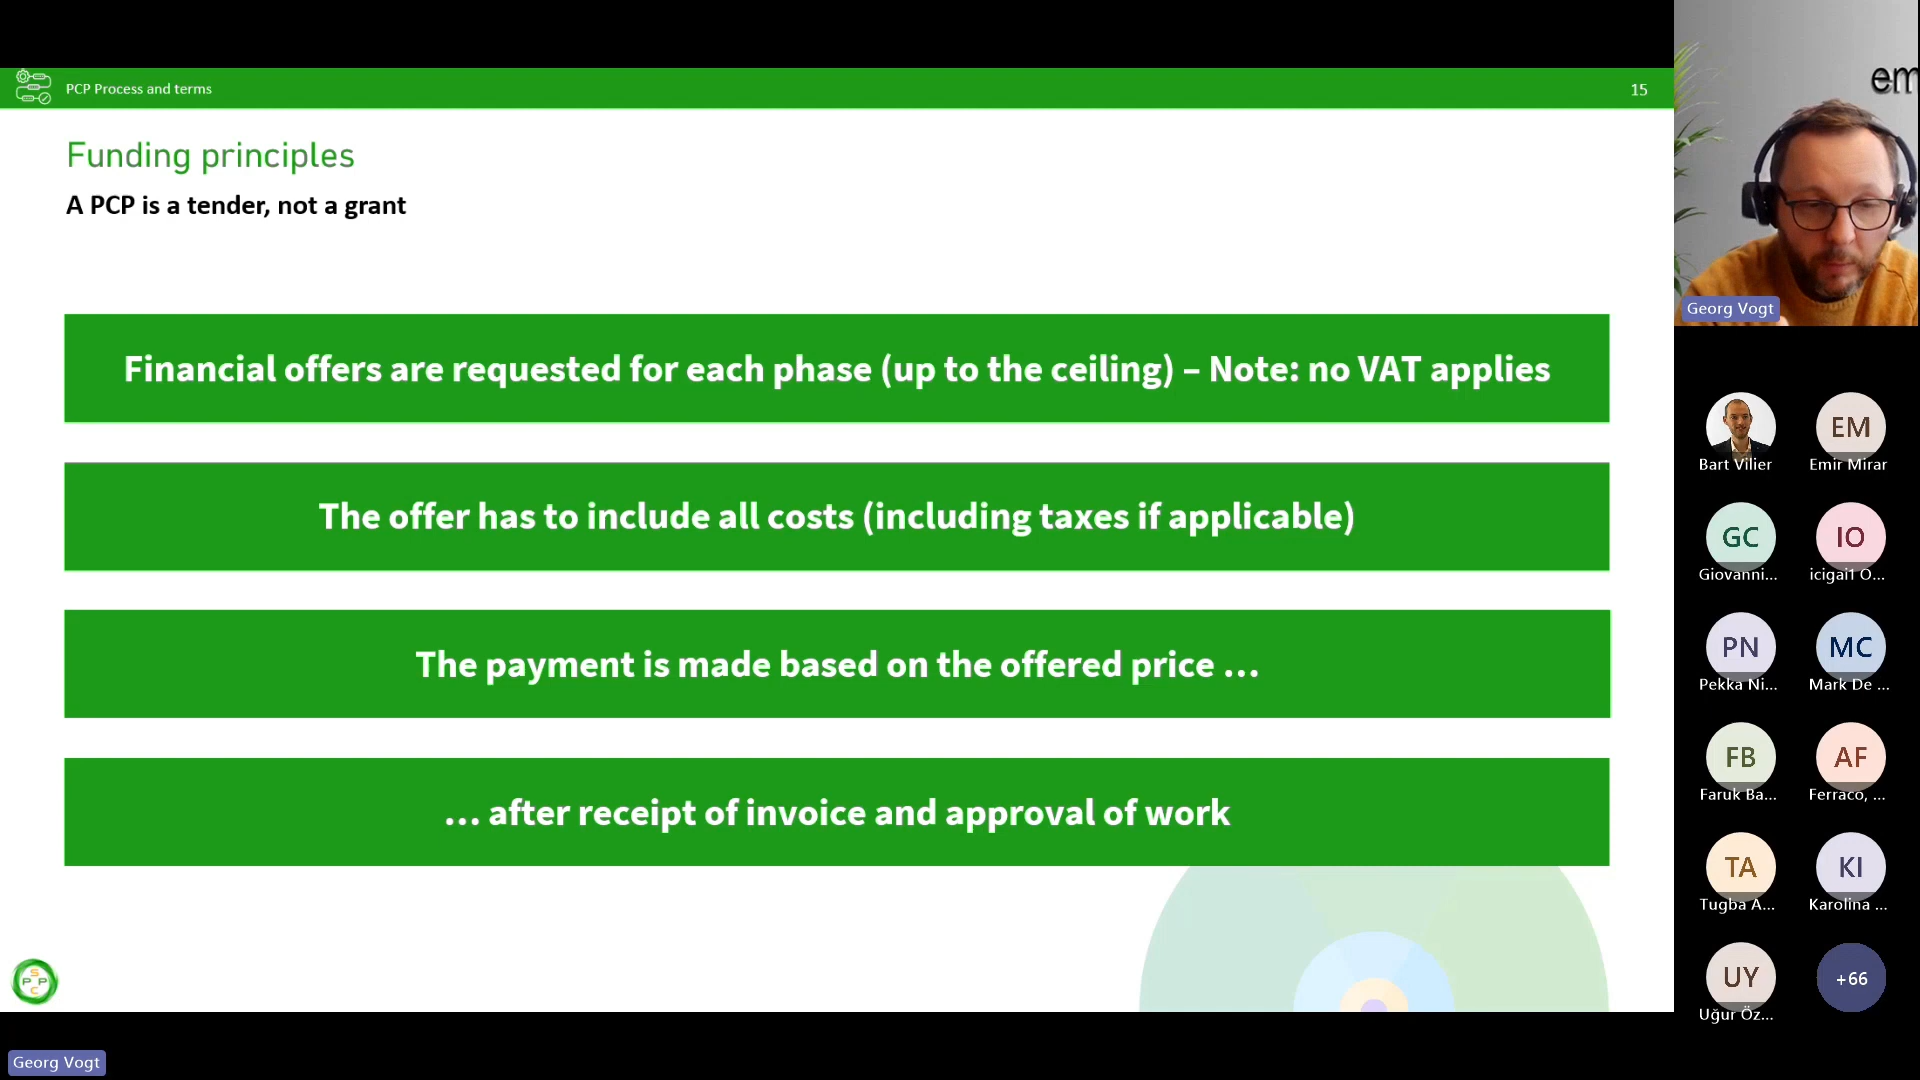 PCP Process and terms
15
Funding principles
A PCP is a tender, not a grant
Financial offers are requested for each phase (up to the ceiling) – Note: no VAT applies
The offer has to include all costs (including taxes if applicable)
The payment is made based on the offered price ...
... after receipt of invoice and approval of work
S
P P
C
Georg Vogt
em
Georg Vogt
Bart Vilier
EM
Emir Mirar
GC
Giovanni...
IO
icigai1 O...
PN
Pekka Ni...
MC
Mark De ...
FB
Faruk Ba...
AF
Ferraco, ...
TA
Tugba A...
KI
Karolina ...
UY
Uğur Öz...
+66